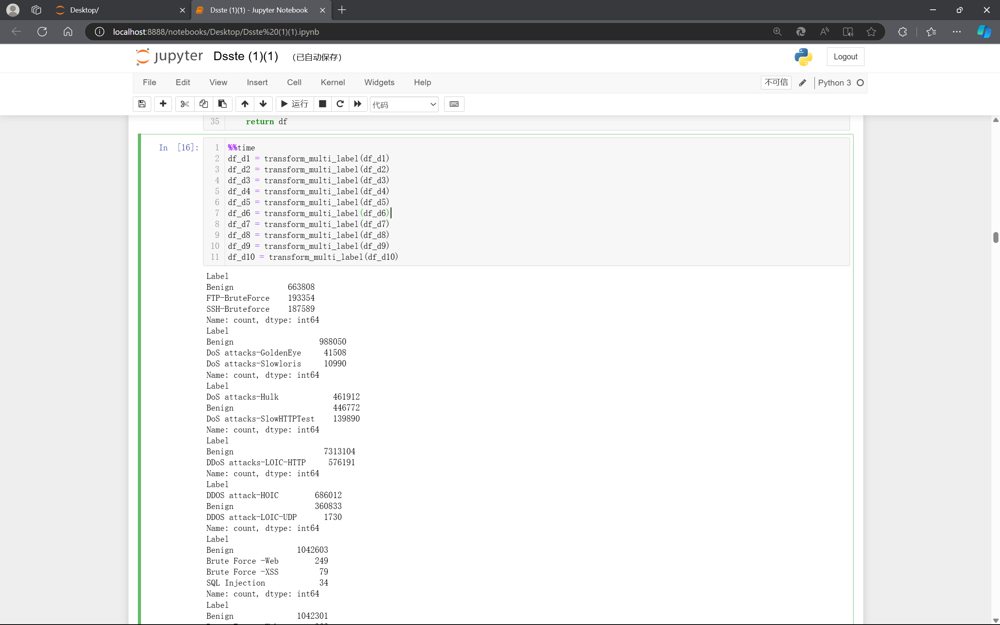 Desktop/
Dsste (1)(1) - Jupyter Notebook
localhost:8888/notebooks/Desktop/Dsste%20(1)(1).ipynb
jupyter Dsste (1)(1) (已自动保存)
Logout
File Edit View Insert Cell Kernel Widgets Help
不可信
Python 3
运行
代码
35 return df
In [16]:
1 %%time
2 df_d1 = transform_multi_label(df_d1)
3 df_d2 = transform_multi_label(df_d2)
4 df_d3 = transform_multi_label(df_d3)
5 df_d4 = transform_multi_label(df_d4)
6 df_d5 = transform_multi_label(df_d5)
7 df_d6 = transform_multi_label(df_d6)
8 df_d7 = transform_multi_label(df_d7)
9 df_d8 = transform_multi_label(df_d8)
10 df_d9 = transform_multi_label(df_d9)
11 df_d10 = transform_multi_label(df_d10)
Label
Benign 663808
FTP-BruteForce 193354
SSH-Bruteforce 187589
Name: count, dtype: int64
Label
Benign 988050
DoS attacks-GoldenEye 41508
DoS attacks-Slowloris 10990
Name: count, dtype: int64
Label
DoS attacks-Hulk 461912
Benign 446772
DoS attacks-SlowHTTPTest 139890
Name: count, dtype: int64
Label
Benign 7313104
DDoS attacks-LOIC-HTTP 576191
Name: count, dtype: int64
Label
DDOS attack-HOIC 686012
Benign 360833
DDOS attack-LOIC-UDP 1730
Name: count, dtype: int64
Label
Benign 1042603
Brute Force -Web 249
Brute Force -XSS 79
SQL Injection 34
Name: count, dtype: int64
Label
Benign 1042301